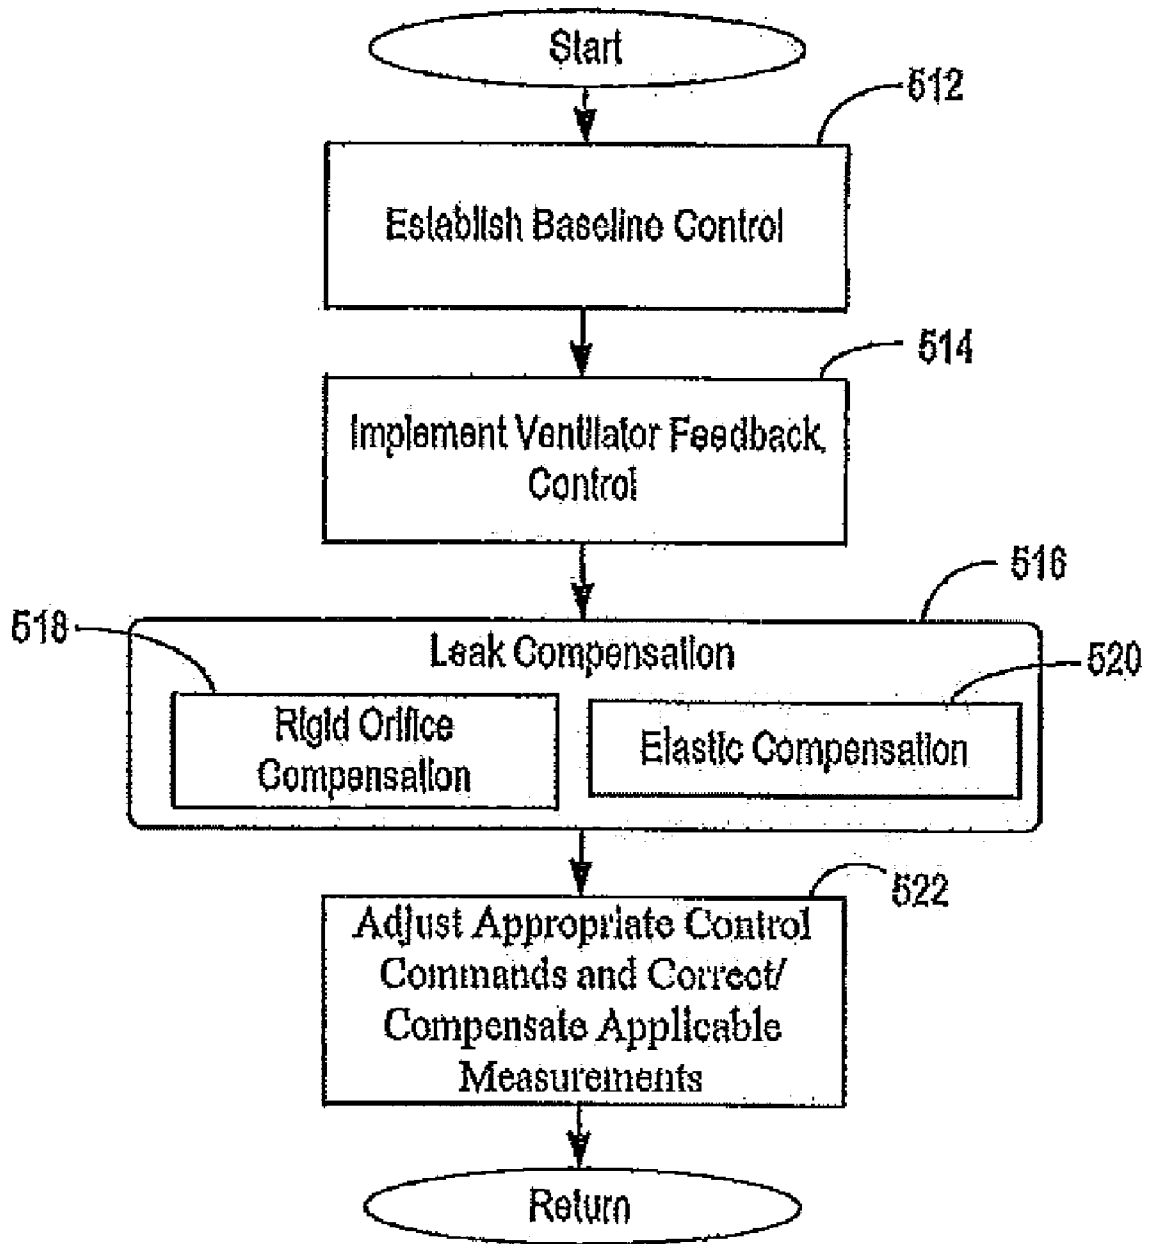 Start
512
Establish Baseline Control
514
Implement Ventilator Feedback
Control
516
518
Leak Compensation
520
Rigid Orifice
Compensation
Elastic Compensation
522
Adjust Appropriate Control
Commands and Correct/
Compensate Applicable
Measurements
Return